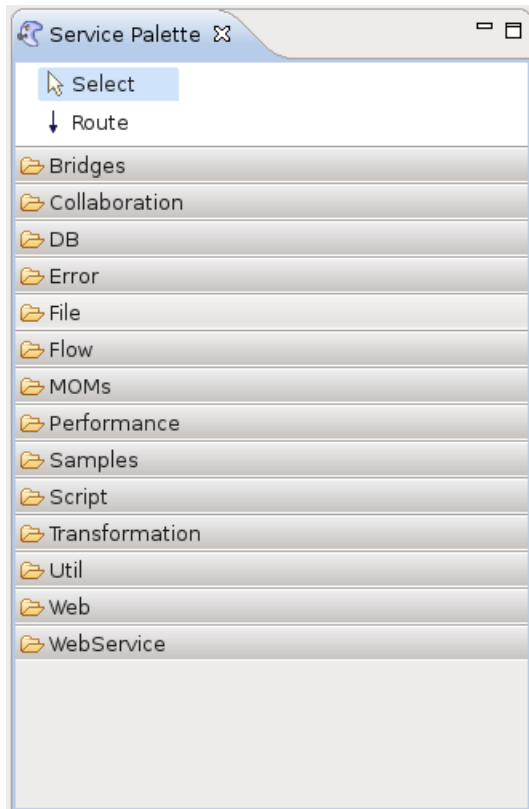 Service Palette
Select
Route
Bridges
Collaboration
DB
Error
File
Flow
MOMs
Performance
Samples
Script
Transformation
Util
Web
WebService